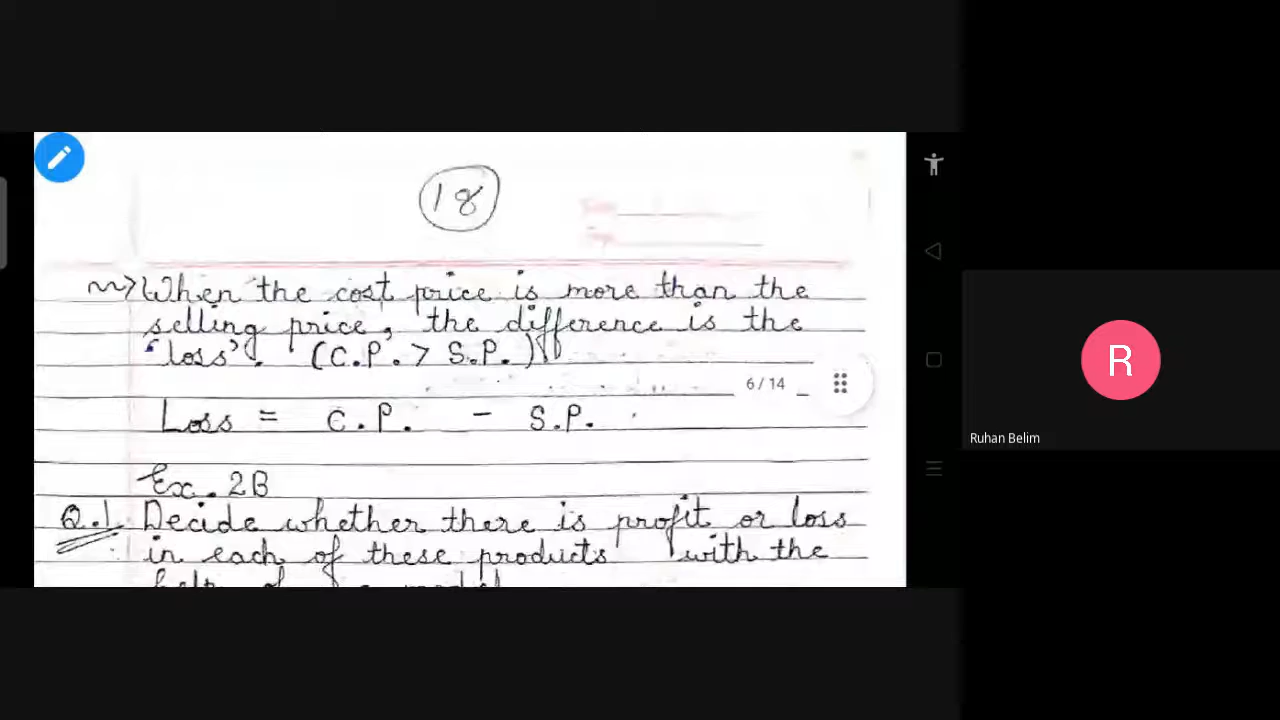 18
When the cost price is more than the
selling price, the difference is the
'loss'. (C.P. > S.P.)
6 / 14
Loss = C.P. - S.P.
Ex. 2B
Q.1 Decide whether there is profit or loss
in each of these products with the
R
Ruhan Belim